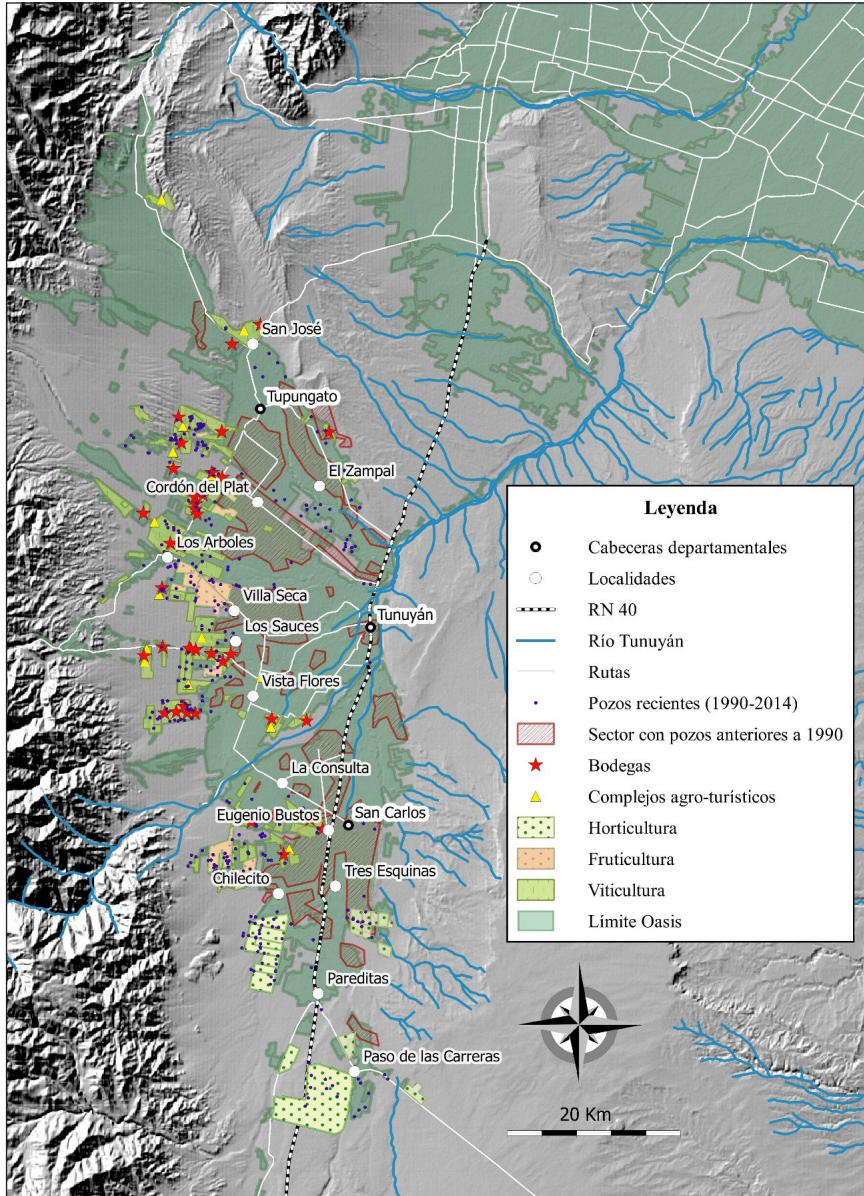 San José
Tupungato
El Zampal
Cordón del Plat
Los Arboles
Villa Seca
Los Sauces
Tunuyán
Vista Flores
La Consulta
Eugenio Bustos
San Carlos
Tres Esquinas
Chilecito
Pareditas
Paso de las Carreras
Leyenda
Cabeceras departamentales
Localidades
RN 40
Río Tunuyán
Rutas
Pozos recientes (1990-2014)
Sector con pozos anteriores a 1990
Bodegas
Complejos agro-turísticos
Horticultura
Fruticultura
Viticultura
Límite Oasis
20 Km